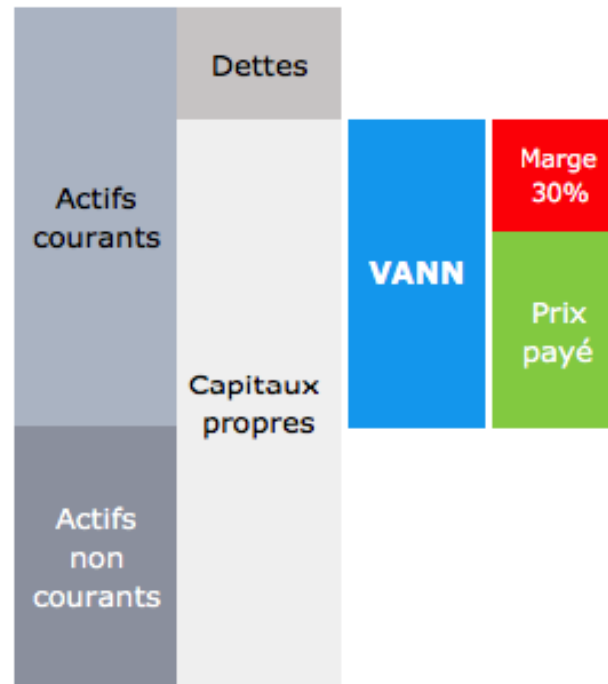 Dettes
Actifs
courants
Marge
30%
VANN
Prix
payé
Capitaux
propres
Actifs
non
courants